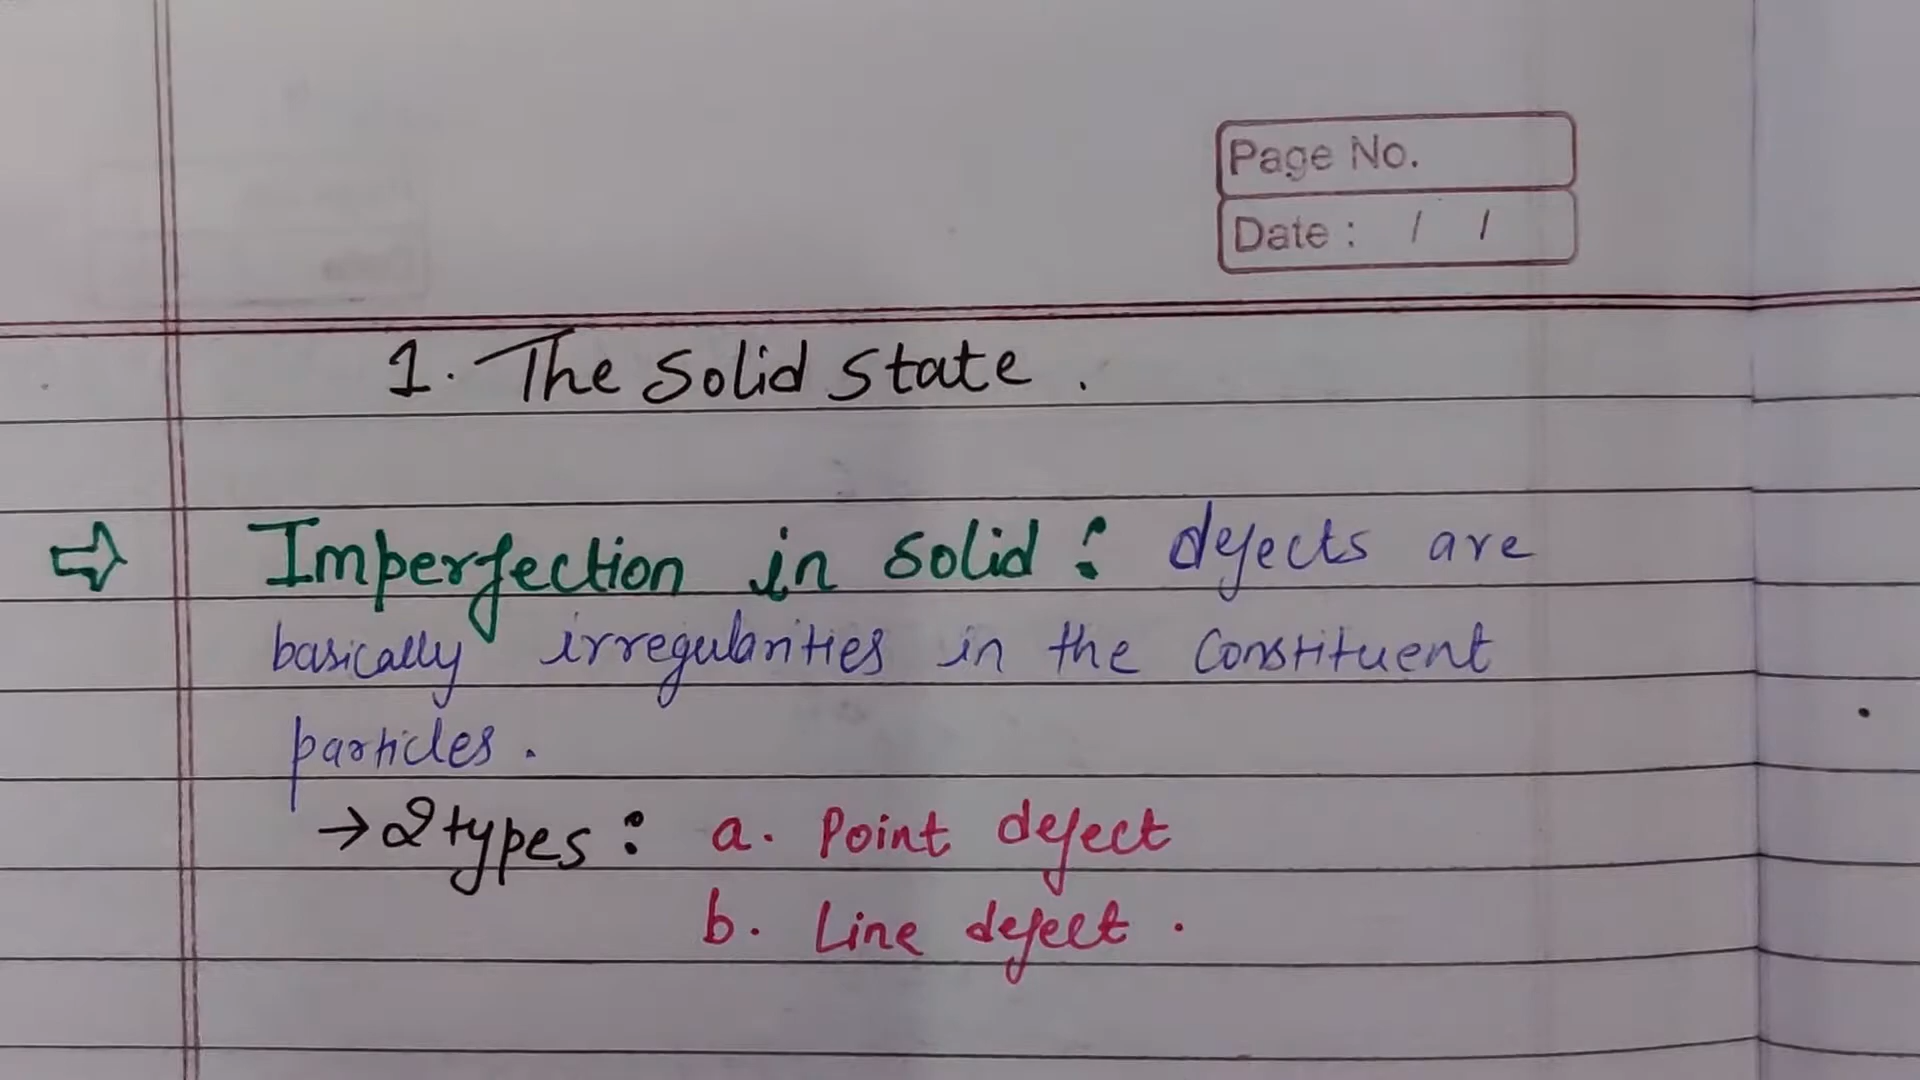 Page No.
Date : / /
1. The Solid State .
⇨ Imperfection in solid : defects are
basically irregularities in the constituent
particles .
→ 2 types : a. Point defect
b. Line defect .